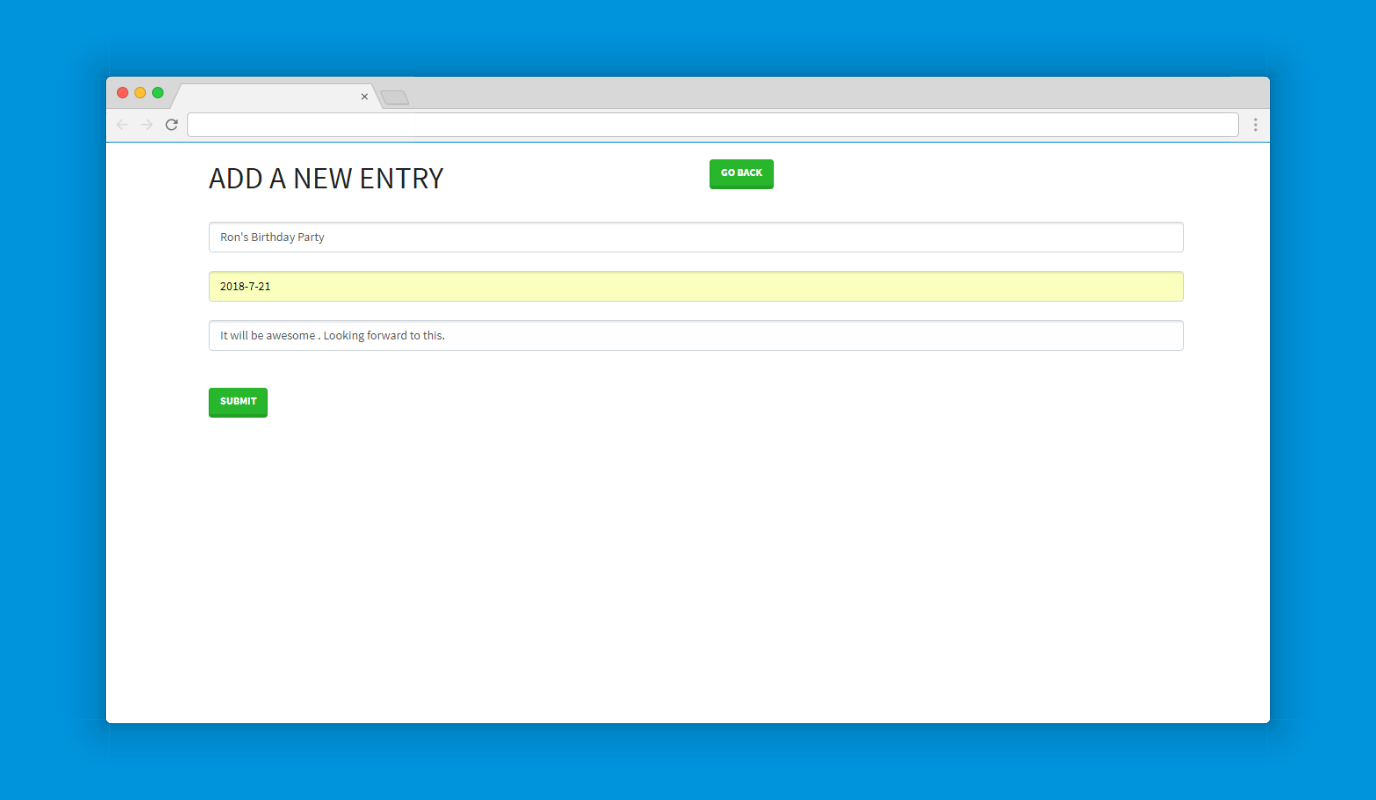 ADD A NEW ENTRY
GO BACK
Ron's Birthday Party
2018-7-21
It will be awesome . Looking forward to this.
SUBMIT